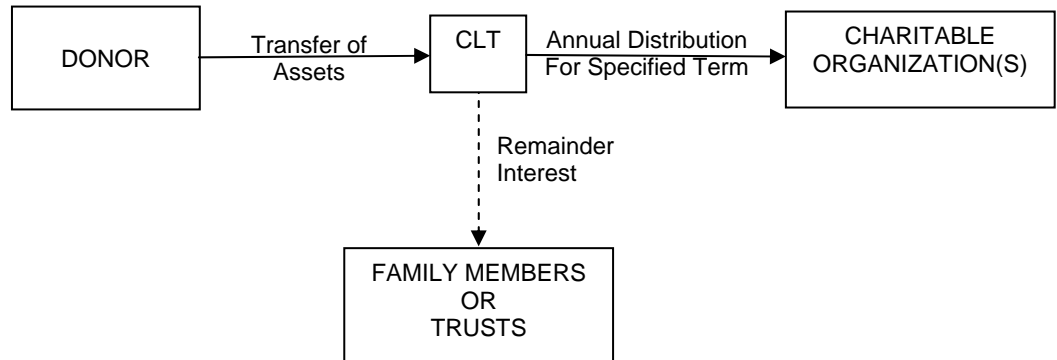 DONOR
Transfer of
Assets
CLT
Annual Distribution
For Specified Term
CHARITABLE
ORGANIZATION(S)
Remainder
Interest
FAMILY MEMBERS
OR
TRUSTS